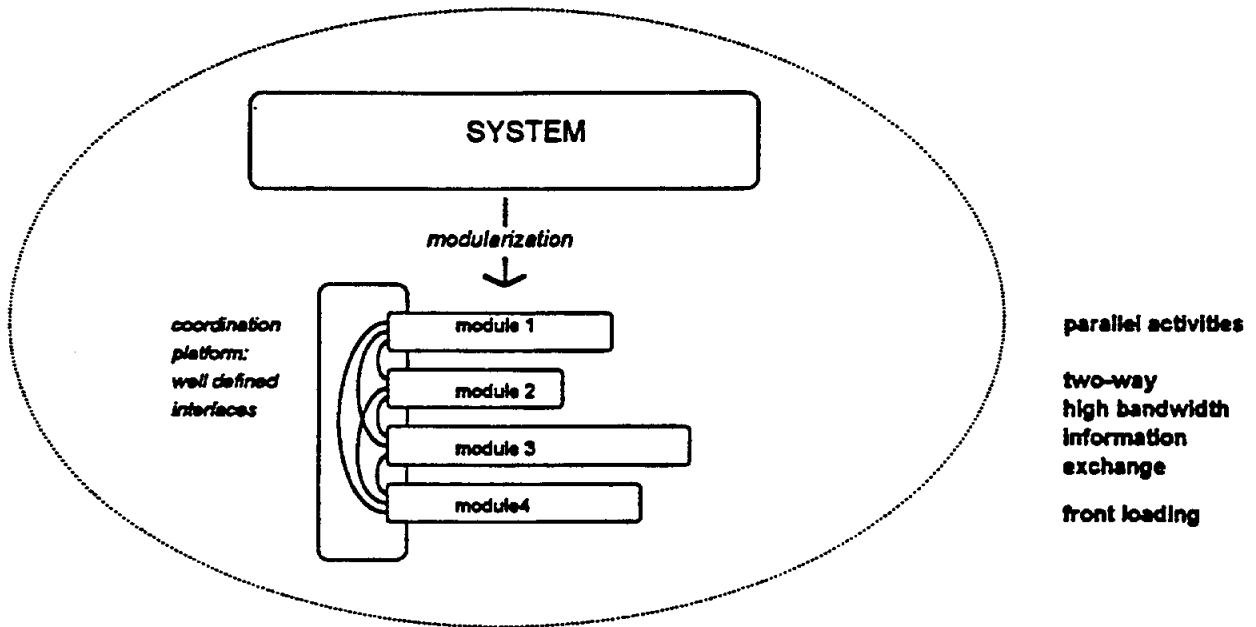 SYSTEM
modularization
coordination
platform:
well defined
interfaces
module 1
module 2
module 3
module4
parallel activities
two-way
high bandwidth
information
exchange
front loading